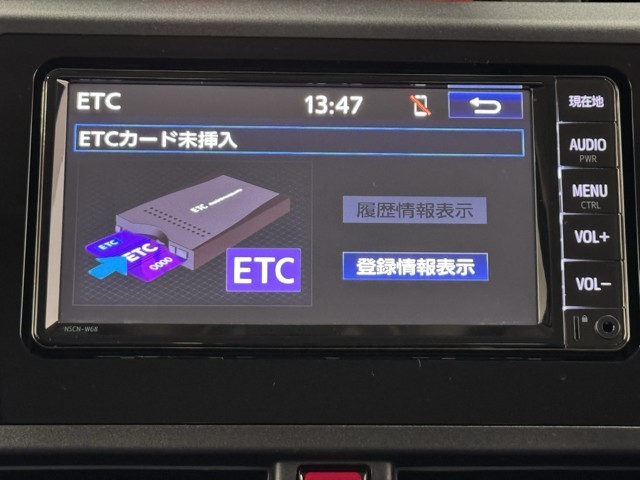 ETC
13:47
ETCカード未挿入
履歴情報表示
登録情報表示
ETC
ETC
ETC
0000
ETC
現在地
AUDIO
PWR
MENU
CTRL
VOL+
VOL-
NSCN-W68